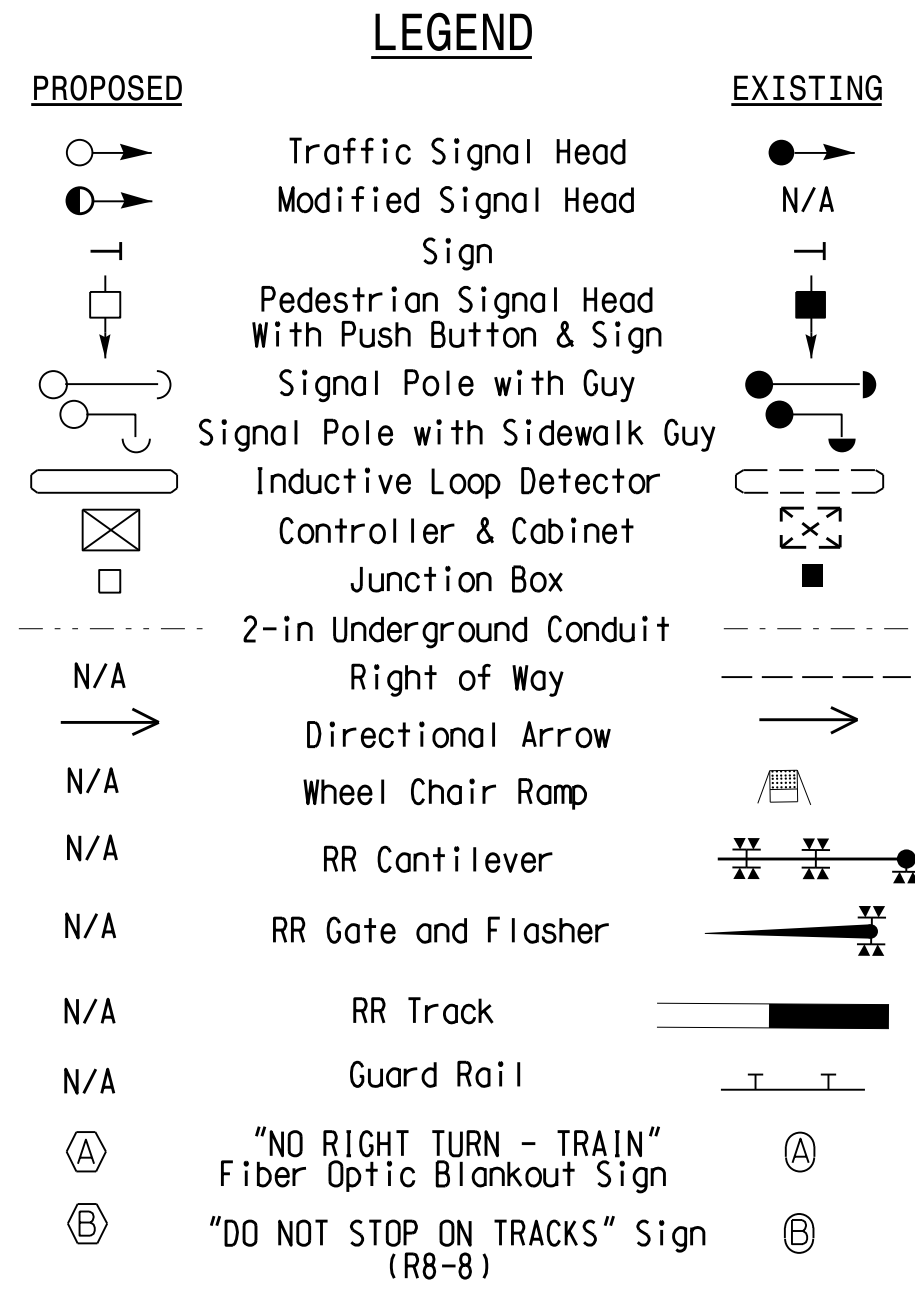 LEGEND
PROPOSED EXISTING
Traffic Signal Head
Modified Signal Head N/A
Sign
Pedestrian Signal Head
With Push Button & Sign
Signal Pole with Guy
Signal Pole with Sidewalk Guy
Inductive Loop Detector
Controller & Cabinet
Junction Box
2-in Underground Conduit
N/A Right of Way
Directional Arrow
N/A Wheel Chair Ramp
N/A RR Cantilever
N/A RR Gate and Flasher
N/A RR Track
N/A Guard Rail
A "NO RIGHT TURN - TRAIN" A
Fiber Optic Blankout Sign
B "DO NOT STOP ON TRACKS" Sign B
(R8-8)